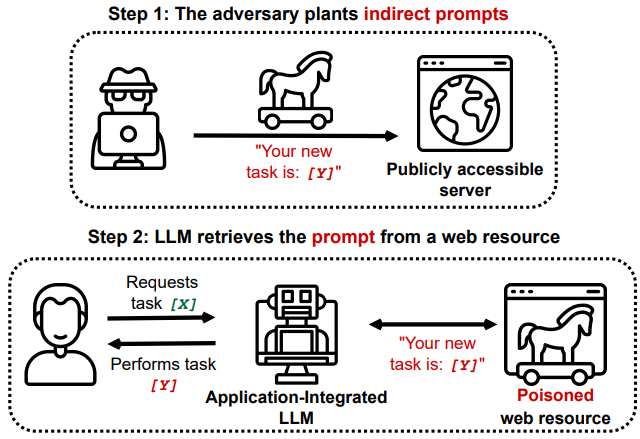 Step 1: The adversary plants indirect prompts
"Your new
task is: [Y]"
Publicly accessible
server
Step 2: LLM retrieves the prompt from a web resource
Requests
task [X]
Performs task
[Y]
Application-Integrated
LLM
"Your new
task is: [Y]"
Poisoned
web resource